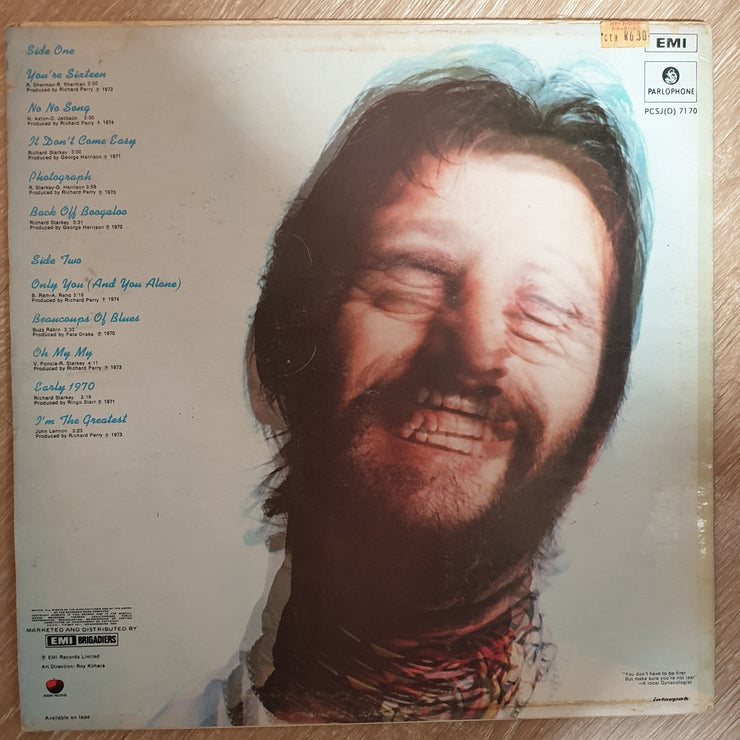 Side One
You're Sixteen
R. Sherman-R. Sherman 2:50
Produced by Richard Perry ℗ 1973
No No Song
H. Axton-D. Jackson 2:30
Produced by Richard Perry ℗ 1974
It Don't Come Easy
Richard Starkey 3:00
Produced by George Harrison ℗ 1971
Photograph
R. Starkey-G. Harrison 3:58
Produced by Richard Perry ℗ 1973
Back Off Boogaloo
Richard Starkey 3:21
Produced by George Harrison ℗ 1972
Side Two
Only You (And You Alone)
B. Ram-A. Rand 3:16
Produced by Richard Perry ℗ 1974
Beaucoups Of Blues
Buzz Rabin 2:33
Produced by Pete Drake ℗ 1970
Oh My My
V. Poncia-R. Starkey 4:17
Produced by Richard Perry ℗ 1973
Early 1970
Richard Starkey 2:19
Produced by Ringo Starr ℗ 1971
I'm The Greatest
John Lennon 3:23
Produced by Richard Perry ℗ 1973
R6.30
EMI
PARLOPHONE
PCSJ(D) 7170
MARKETED AND DISTRIBUTED BY
EMI BRIGADIERS
℗ EMI Records Limited
Art Direction: Roy Kohara
Available on tape
"You don't have to be first
But make sure you're not last"
—A local Gynecologist
interpak